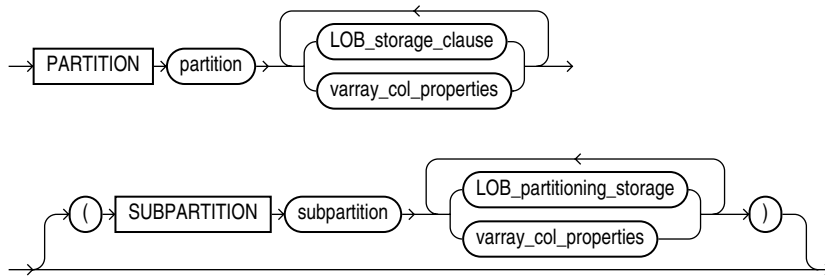 LOB_storage_clause
PARTITION partition
varray_col_properties
LOB_partitioning_storage
( SUBPARTITION subpartition )
varray_col_properties